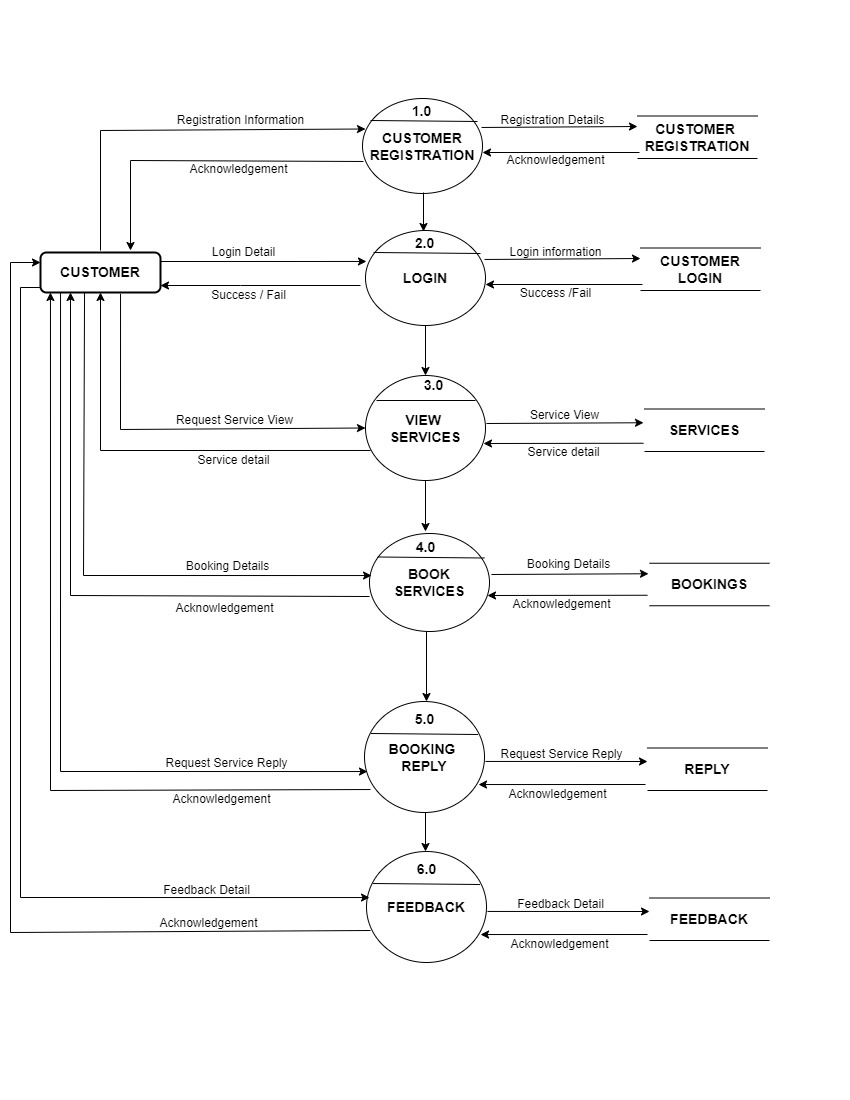 1.0
Registration Information
Registration Details
CUSTOMER
REGISTRATION
CUSTOMER
REGISTRATION
Acknowledgement
Acknowledgement
2.0
Login Detail
Login information
CUSTOMER
LOGIN
CUSTOMER
LOGIN
Success / Fail
Success /Fail
3.0
Request Service View
VIEW
SERVICES
Service View
SERVICES
Service detail
Service detail
4.0
Booking Details
BOOK
SERVICES
Booking Details
BOOKINGS
Acknowledgement
Acknowledgement
5.0
Request Service Reply
BOOKING
REPLY
Request Service Reply
REPLY
Acknowledgement
Acknowledgement
6.0
Feedback Detail
FEEDBACK
Feedback Detail
FEEDBACK
Acknowledgement
Acknowledgement